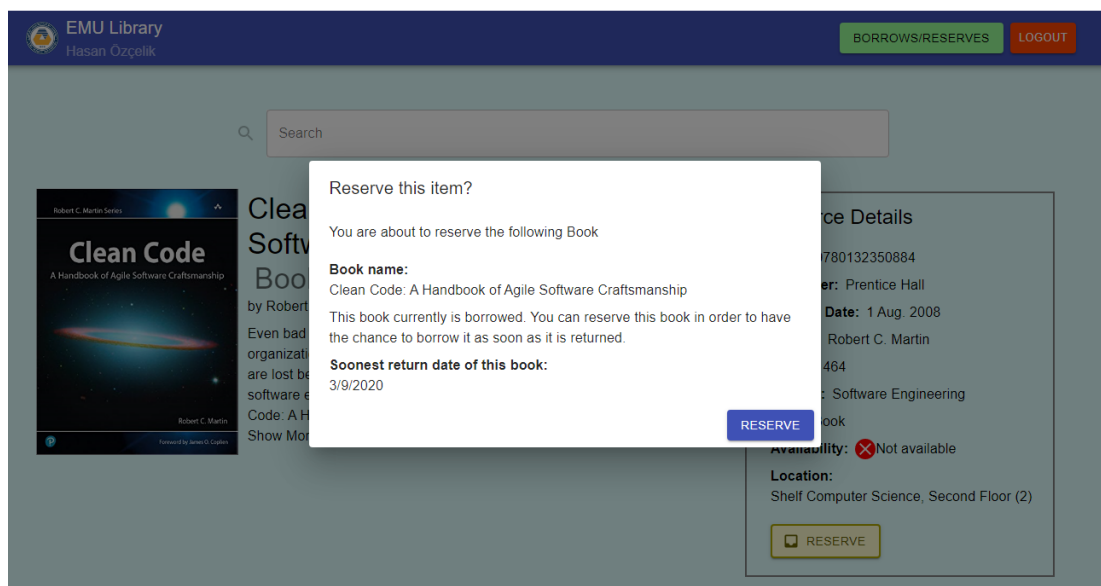 EMU Library
Hasan Özçelik
BORROWS/RESERVES
LOGOUT
Search
Robert C. Martin Series
Clean Code
A Handbook of Agile Software Craftsmanship
Robert C. Martin
Foreword by James O. Coplien
Clea
Softw
Boo
by Robert
Even bad
organizati
are lost be
software e
Code: A H
Show Mor
Reserve this item?
You are about to reserve the following Book
Book name:
Clean Code: A Handbook of Agile Software Craftsmanship
This book currently is borrowed. You can reserve this book in order to have
the chance to borrow it as soon as it is returned.
Soonest return date of this book:
3/9/2020
RESERVE
rce Details
9780132350884
er: Prentice Hall
Date: 1 Aug. 2008
Robert C. Martin
464
: Software Engineering
ook
Availability: Not available
Location:
Shelf Computer Science, Second Floor (2)
RESERVE